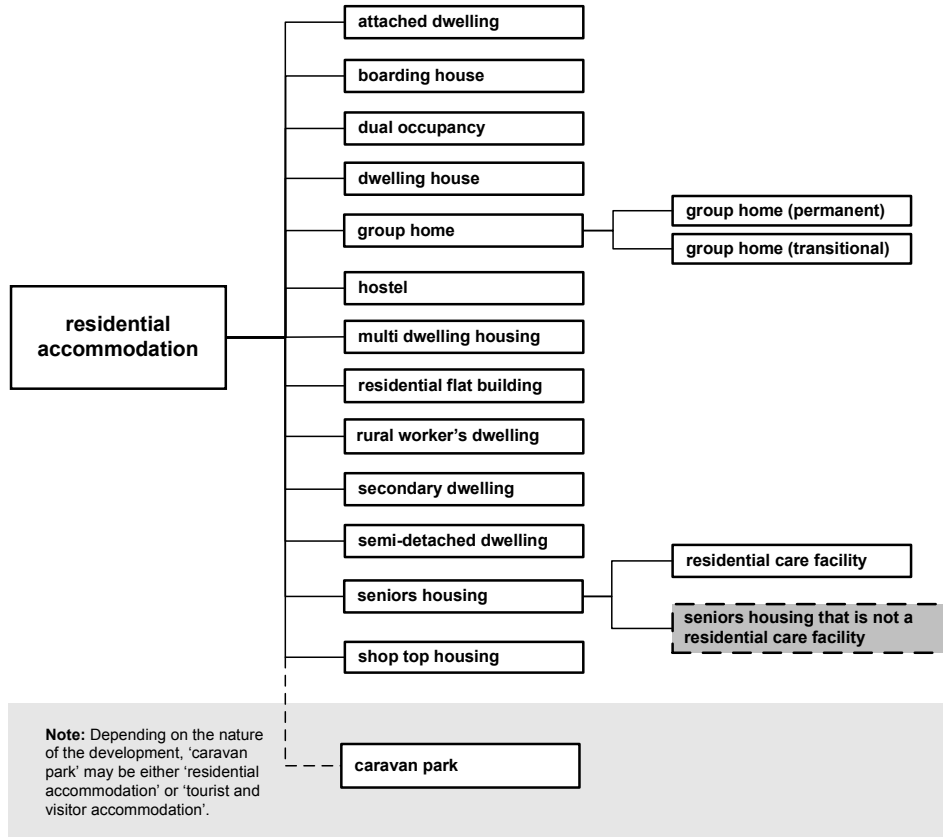 attached dwelling
boarding house
dual occupancy
dwelling house
group home
group home (permanent)
group home (transitional)
hostel
residential
accommodation
multi dwelling housing
residential flat building
rural worker's dwelling
secondary dwelling
semi-detached dwelling
seniors housing
residential care facility
seniors housing that is not a
residential care facility
shop top housing
Note: Depending on the nature
of the development, ‘caravan
park’ may be either ‘residential
accommodation’ or ‘tourist and
visitor accommodation’.
caravan park